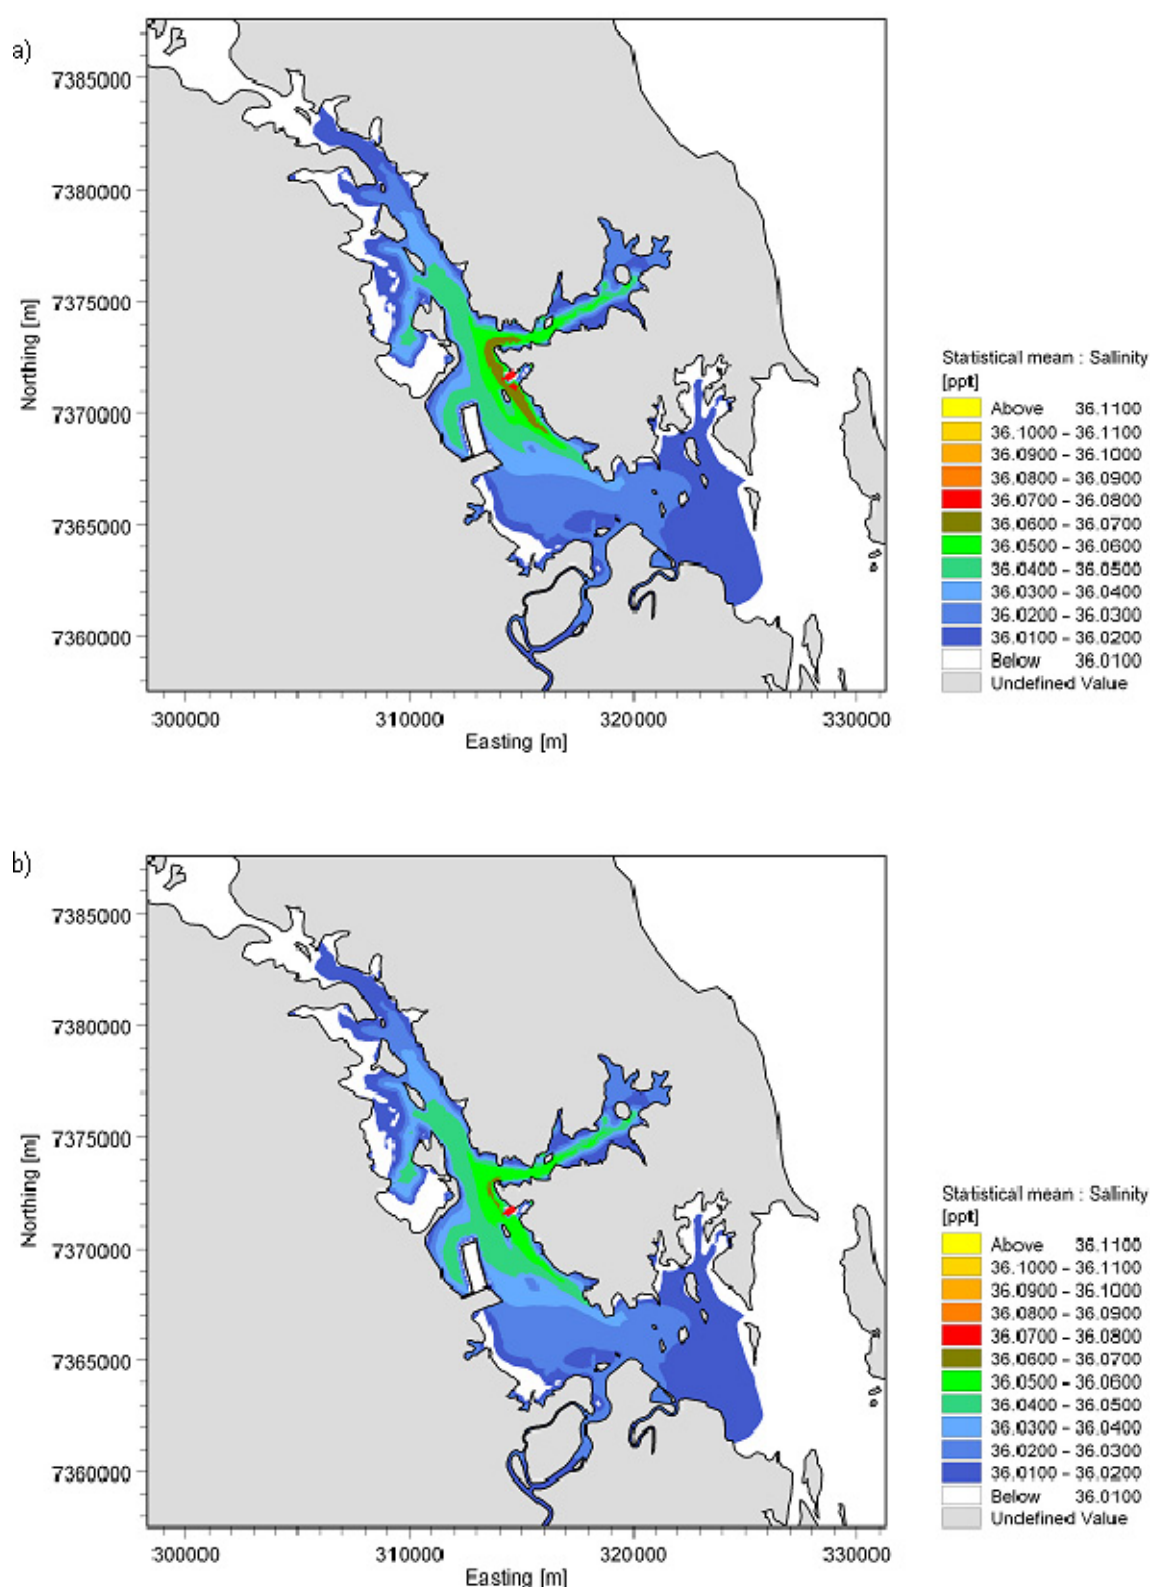 a)
7385000
7380000
7375000
7370000
7365000
7360000
Northing [m]
300000 310000 320000 330000
Easting [m]
Statistical mean : Salinity
[ppt]
Above 36.1100
36.1000 - 36.1100
36.0900 - 36.1000
36.0800 - 36.0900
36.0700 - 36.0800
36.0600 - 36.0700
36.0500 - 36.0600
36.0400 - 36.0500
36.0300 - 36.0400
36.0200 - 36.0300
36.0100 - 36.0200
Below 36.0100
Undefined Value
b)
7385000
7380000
7375000
7370000
7365000
7360000
Northing [m]
300000 310000 320000 330000
Easting [m]
Statistical mean : Salinity
[ppt]
Above 36.1100
36.1000 - 36.1100
36.0900 - 36.1000
36.0800 - 36.0900
36.0700 - 36.0800
36.0600 - 36.0700
36.0500 - 36.0600
36.0400 - 36.0500
36.0300 - 36.0400
36.0200 - 36.0300
36.0100 - 36.0200
Below 36.0100
Undefined Value